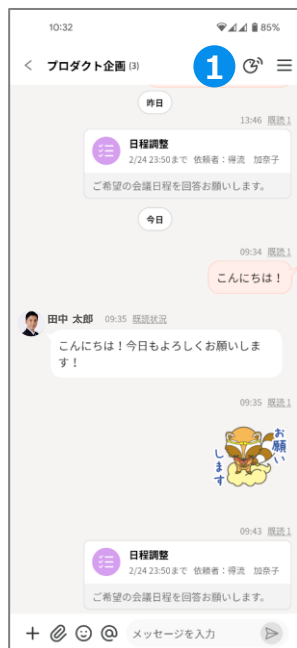 10:32
85%
プロダクト企画 (3)
1
昨日
13:46 既読1
日程調整
2/24 23:50まで 依頼者：得流 加奈子
ご希望の会議日程を回答お願いします。
今日
09:34 既読1
こんにちは！
田中 太郎 09:35 既読状況
こんにちは！今日もよろしくお願いしま
す！
09:35 既読1
お願い
します
09:43 既読1
日程調整
2/24 23:50まで 依頼者：得流 加奈子
ご希望の会議日程を回答お願いします。
メッセージを入力